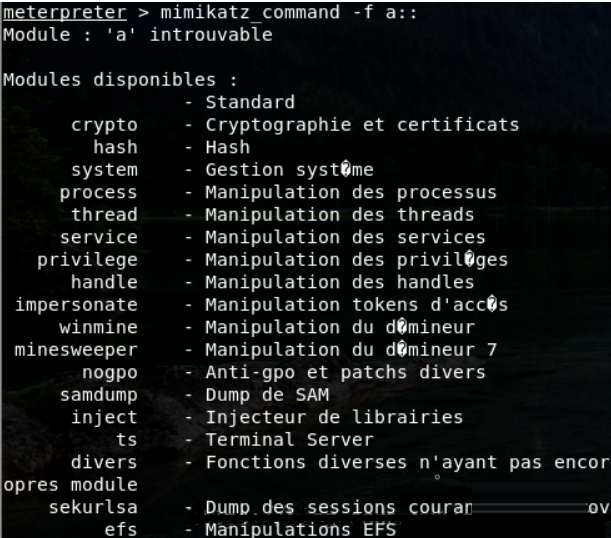 meterpreter > mimikatz_command -f a::
Module : 'a' introuvable
Modules disponibles :
- Standard
crypto - Cryptographie et certificats
hash - Hash
system - Gestion syst�me
process - Manipulation des processus
thread - Manipulation des threads
service - Manipulation des services
privilege - Manipulation des privil�ges
handle - Manipulation des handles
impersonate - Manipulation tokens d'acc�s
winmine - Manipulation du d�mineur
minesweeper - Manipulation du d�mineur 7
nogpo - Anti-gpo et patchs divers
samdump - Dump de SAM
inject - Injecteur de librairies
ts - Terminal Server
divers - Fonctions diverses n'ayant pas encor
opres module
sekurlsa - Dump des sessions couran ov
efs - Manipulations EFS